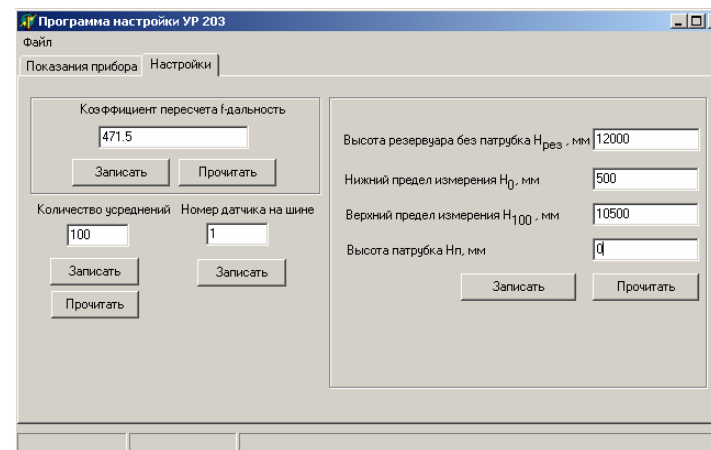 Программа настройки УР 203
Файл
Показания прибора Настройки
Коэффициент пересчета f-дальность
471.5
Записать Прочитать
Количество усреднений Номер датчика на шине
100 1
Записать Записать
Прочитать
Высота резервуара без патрубка Hрез , мм 12000
Нижний предел измерения H0, мм 500
Верхний предел измерения H100 , мм 10500
Высота патрубка Нп, мм 0
Записать Прочитать